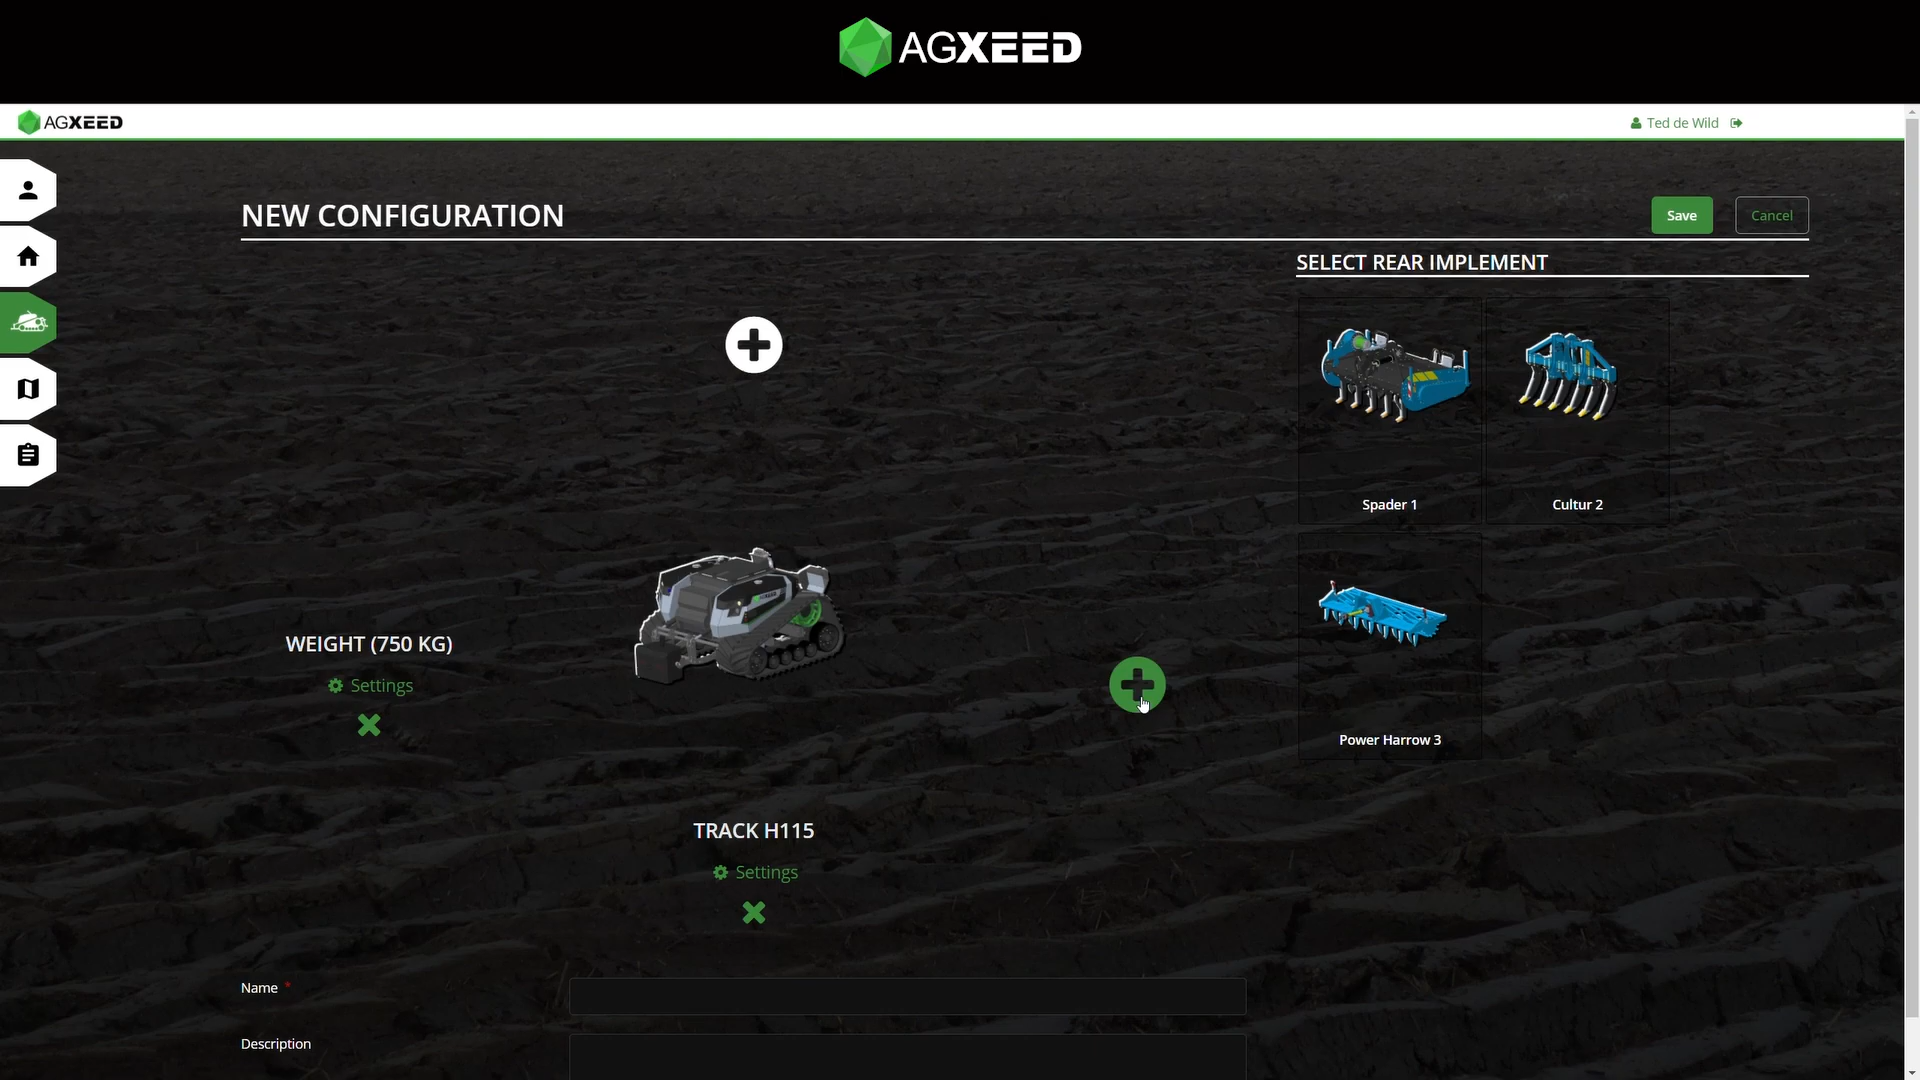 AGXEED
AGXEED
Ted de Wild
NEW CONFIGURATION
Save
Cancel
SELECT REAR IMPLEMENT
Spader 1
Cultur 2
Power Harrow 3
WEIGHT (750 KG)
Settings
TRACK H115
Settings
Name *
Description